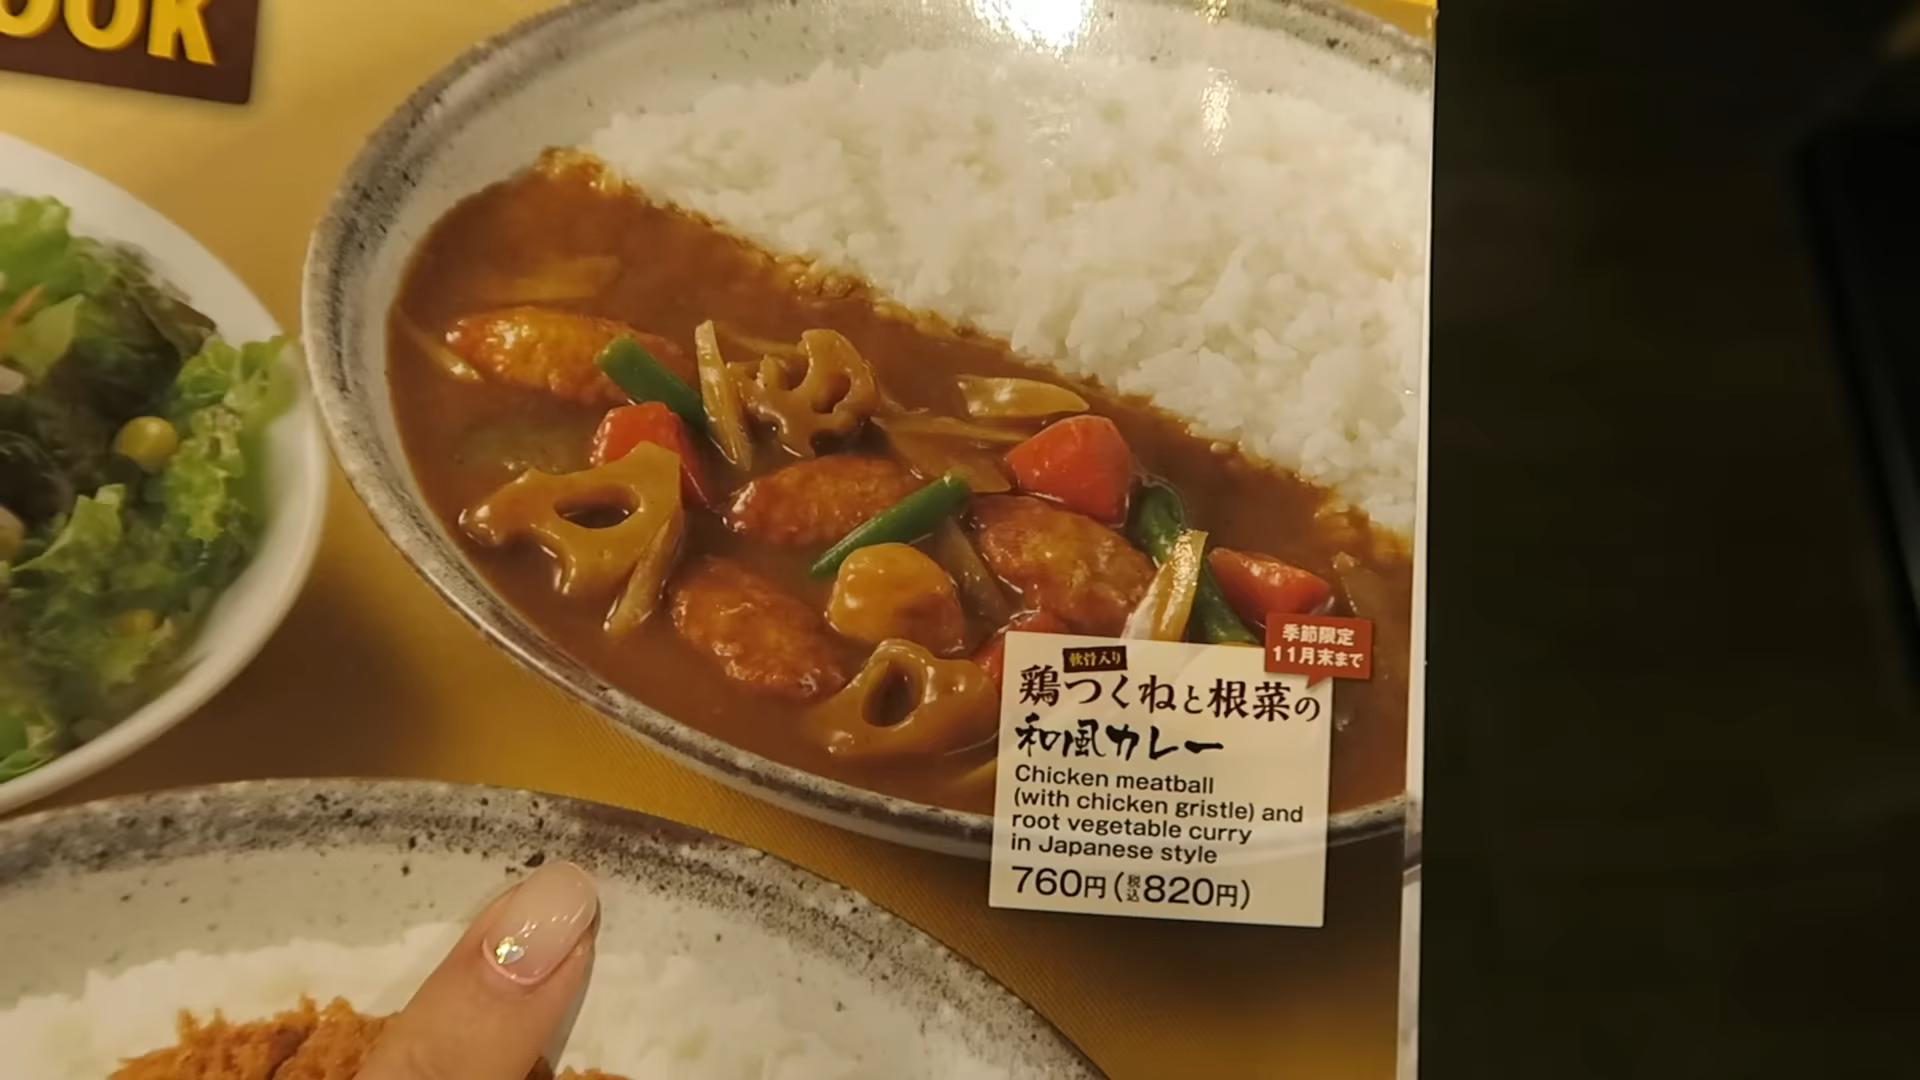 OOK
季節限定
11月末まで
軟骨入り
鶏つくねと根菜の
和風カレー
Chicken meatball
(with chicken gristle) and
root vegetable curry
in Japanese style
760円(税込820円)